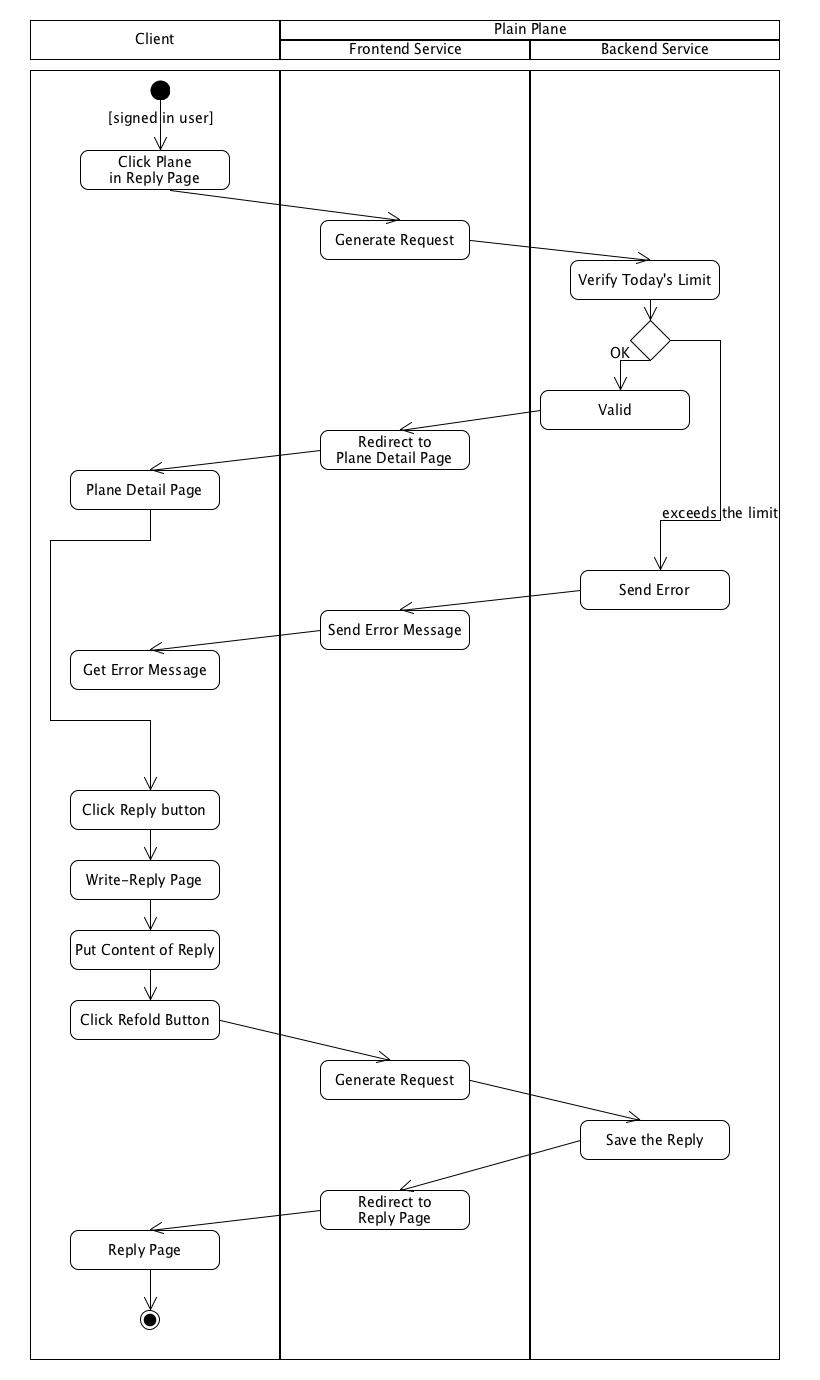 Client
Plain Plane
Frontend Service
Backend Service
[signed in user]
Click Plane
in Reply Page
Generate Request
Verify Today's Limit
OK
Valid
Redirect to
Plane Detail Page
Plane Detail Page
exceeds the limit
Send Error
Send Error Message
Get Error Message
Click Reply button
Write-Reply Page
Put Content of Reply
Click Refold Button
Generate Request
Save the Reply
Redirect to
Reply Page
Reply Page